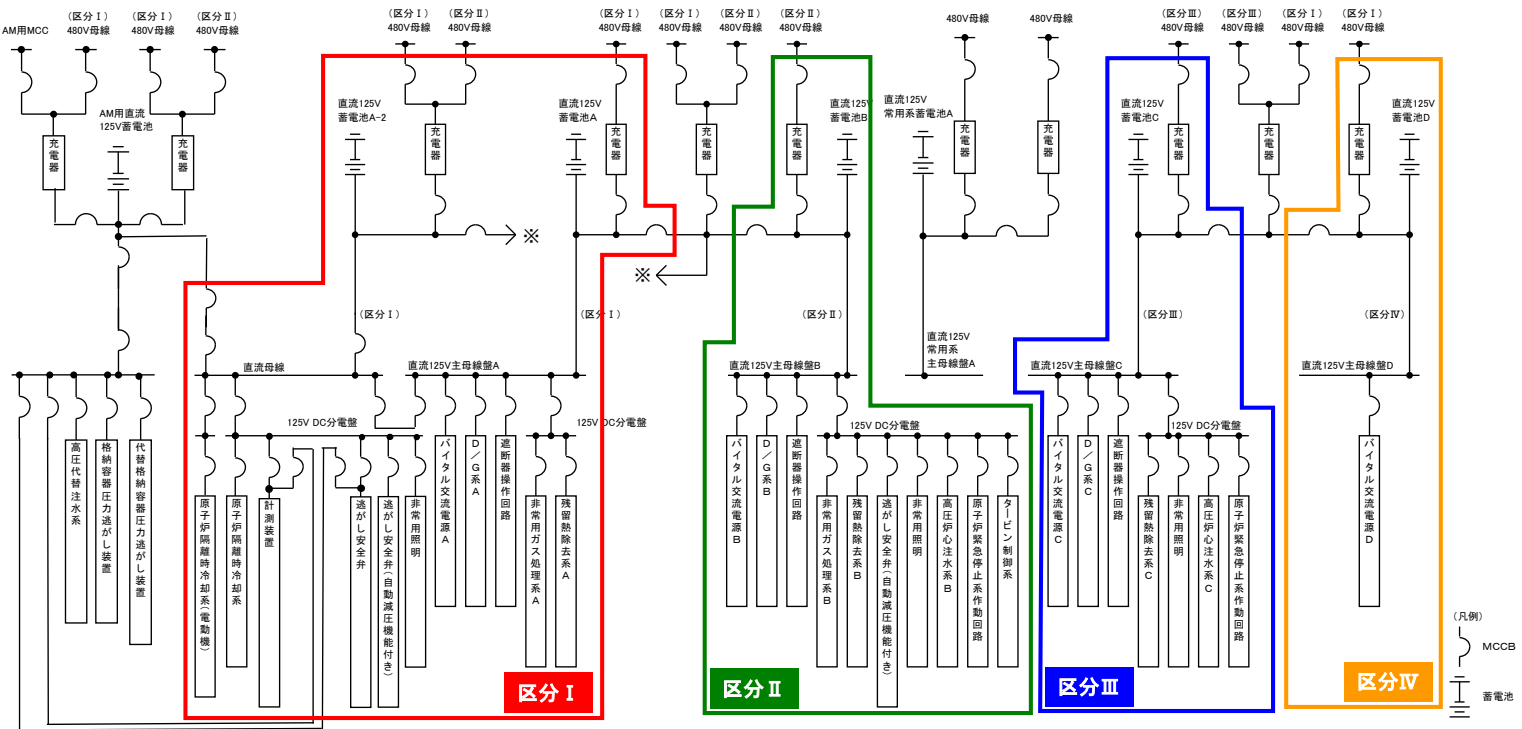 AM用MCC
(区分Ⅰ)
480V母線
(区分Ⅰ)
480V母線
(区分Ⅱ)
480V母線
(区分Ⅰ)
480V母線
(区分Ⅱ)
480V母線
(区分Ⅰ)
480V母線
(区分Ⅰ)
480V母線
(区分Ⅱ)
480V母線
(区分Ⅱ)
480V母線
480V母線
480V母線
(区分Ⅲ)
480V母線
(区分Ⅲ)
480V母線
(区分Ⅰ)
480V母線
(区分Ⅰ)
480V母線
充電器
AM用直流
125V蓄電池
充電器
直流125V
蓄電池A-2
充電器
直流125V
蓄電池A
充電器
充電器
充電器
直流125V
蓄電池B
直流125V
常用系蓄電池A
充電器
充電器
直流125V
蓄電池C
充電器
充電器
充電器
直流125V
蓄電池D
※
※
(区分Ⅰ)
(区分Ⅰ)
(区分Ⅱ)
(区分Ⅲ)
(区分Ⅳ)
直流母線
直流125V主母線盤A
直流125V主母線盤B
直流125V
常用系
主母線盤A
直流125V主母線盤C
直流125V主母線盤D
125V DC分電盤
125V DC分電盤
125V DC分電盤
125V DC分電盤
高圧代替注水系
格納容器圧力逃がし装置
代替格納容器圧力逃がし装置
原子炉隔離時冷却系(電動機)
原子炉隔離時冷却系
計測装置
逃がし安全弁
逃がし安全弁(自動減圧機能付き)
非常用照明
バイタル交流電源A
D/G系A
遮断器操作回路
非常用ガス処理系A
残留熱除去系A
バイタル交流電源B
D/G系B
遮断器操作回路
非常用ガス処理系B
残留熱除去系B
逃がし安全弁(自動減圧機能付き)
非常用照明
高圧炉心注水系B
原子炉緊急停止系作動回路
タービン制御系
バイタル交流電源C
D/G系C
遮断器操作回路
残留熱除去系C
非常用照明
高圧炉心注水系C
原子炉緊急停止系作動回路
バイタル交流電源D
区分Ⅰ
区分Ⅱ
区分Ⅲ
区分Ⅳ
(凡例)
MCCB
蓄電池